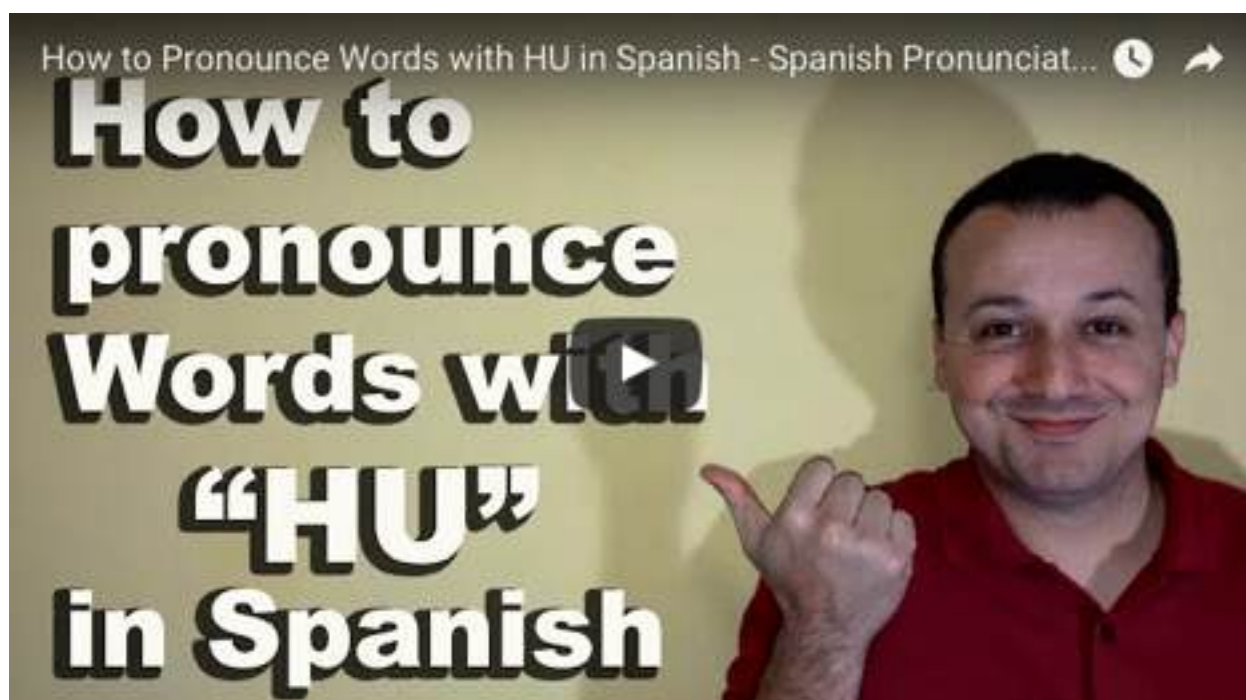 How to Pronounce Words with HU in Spanish - Spanish Pronunciat...
How to
pronounce
Words with
“HU”
in Spanish